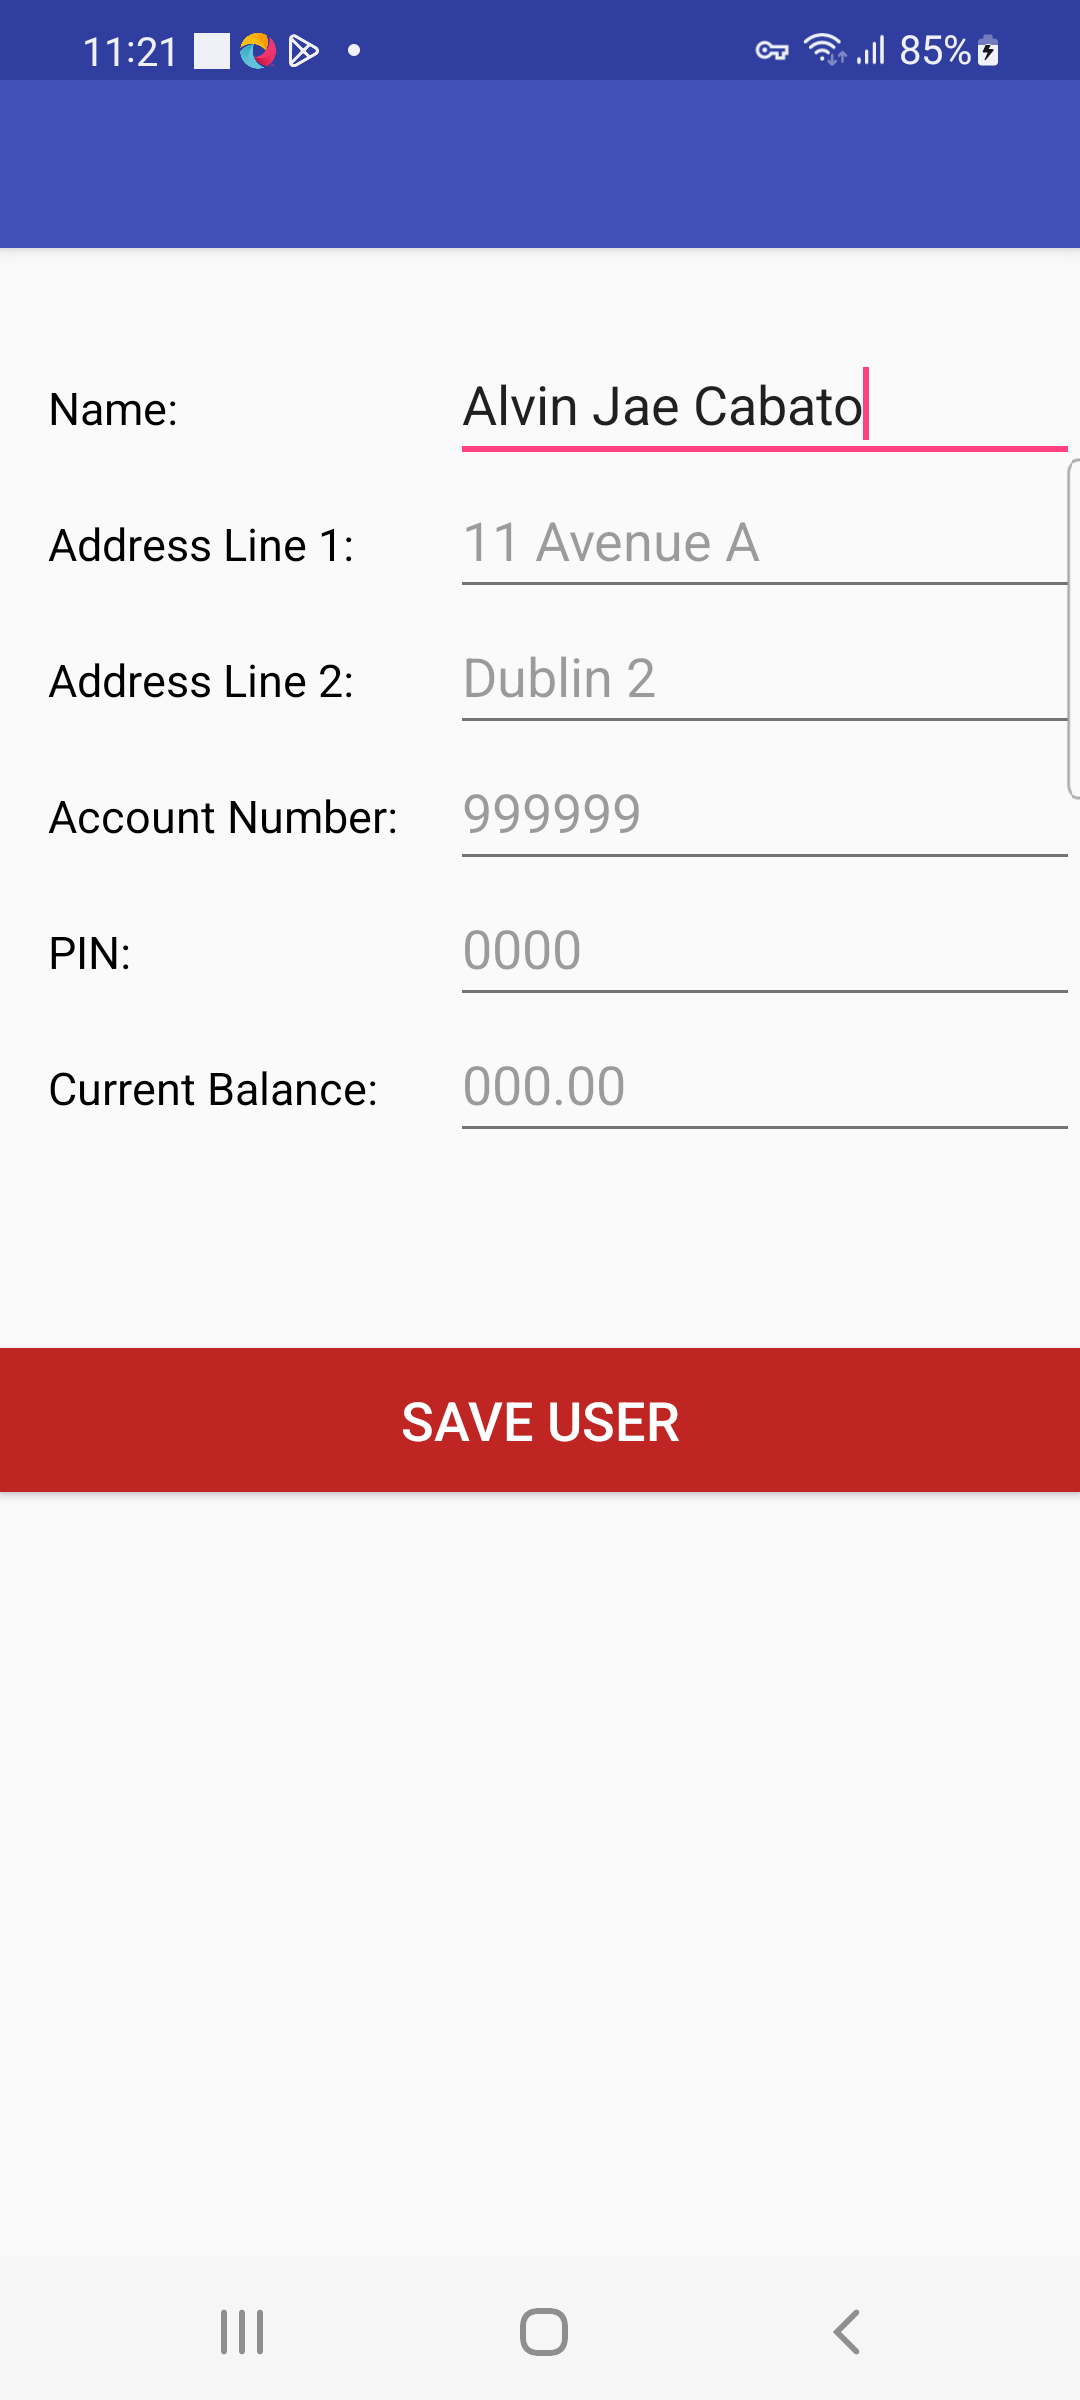 11:21 85%
Name: Alvin Jae Cabato
Address Line 1: 11 Avenue A
Address Line 2: Dublin 2
Account Number: 999999
PIN: 0000
Current Balance: 000.00
SAVE USER